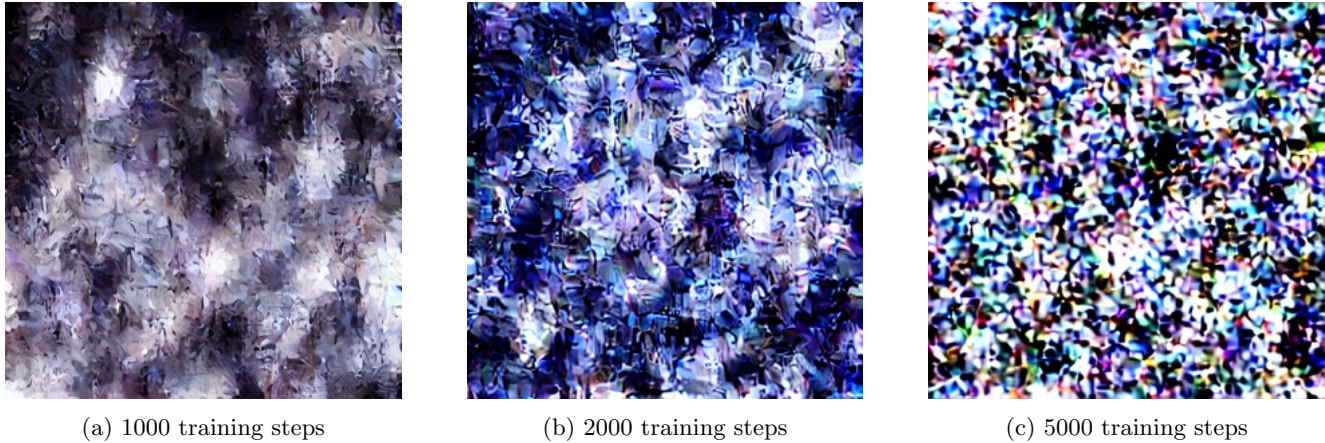 (a) 1000 training steps
(b) 2000 training steps
(c) 5000 training steps